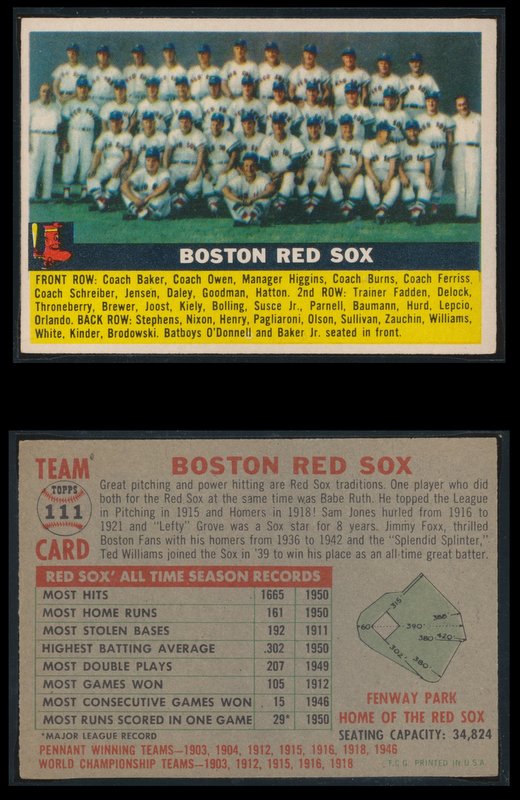 BOSTON RED SOX
FRONT ROW: Coach Baker, Coach Owen, Manager Higgins, Coach Burns, Coach Ferriss,
Coach Schreiber, Jensen, Daley, Goodman, Hatton. 2nd ROW: Trainer Fadden, Delock,
Throneberry, Brewer, Joost, Kiely, Bolling, Susce Jr., Parnell, Baumann, Hurd, Lepcio,
Orlando. BACK ROW: Stephens, Nixon, Henry, Pagliaroni, Olson, Sullivan, Zauchin, Williams,
White, Kinder, Brodowski. Batboys O'Donnell and Baker Jr. seated in front.
TEAM
TOPPS
111
CARD
BOSTON RED SOX
Great pitching and power hitting are Red Sox traditions. One player who did
both for the Red Sox at the same time was Babe Ruth. He topped the League
in Pitching in 1915 and Homers in 1918! Sam Jones hurled from 1916 to
1921 and "Lefty" Grove was a Sox star for 8 years. Jimmy Foxx, thrilled
Boston Fans with his homers from 1936 to 1942 and the "Splendid Splinter,"
Ted Williams joined the Sox in '39 to win his place as an all-time great batter.
RED SOX' ALL TIME SEASON RECORDS
MOST HITS 1665 1950
MOST HOME RUNS 161 1950
MOST STOLEN BASES 192 1911
HIGHEST BATTING AVERAGE .302 1950
MOST DOUBLE PLAYS 207 1949
MOST GAMES WON 105 1912
MOST CONSECUTIVE GAMES WON 15 1946
MOST RUNS SCORED IN ONE GAME 29* 1950
*MAJOR LEAGUE RECORD
PENNANT WINNING TEAMS—1903, 1904, 1912, 1915, 1916, 1918, 1946
WORLD CHAMPIONSHIP TEAMS—1903, 1912, 1915, 1916, 1918
315
60
390
388
380
420
302
380
FENWAY PARK
HOME OF THE RED SOX
SEATING CAPACITY: 34,824
T.C.G. PRINTED IN U.S.A.